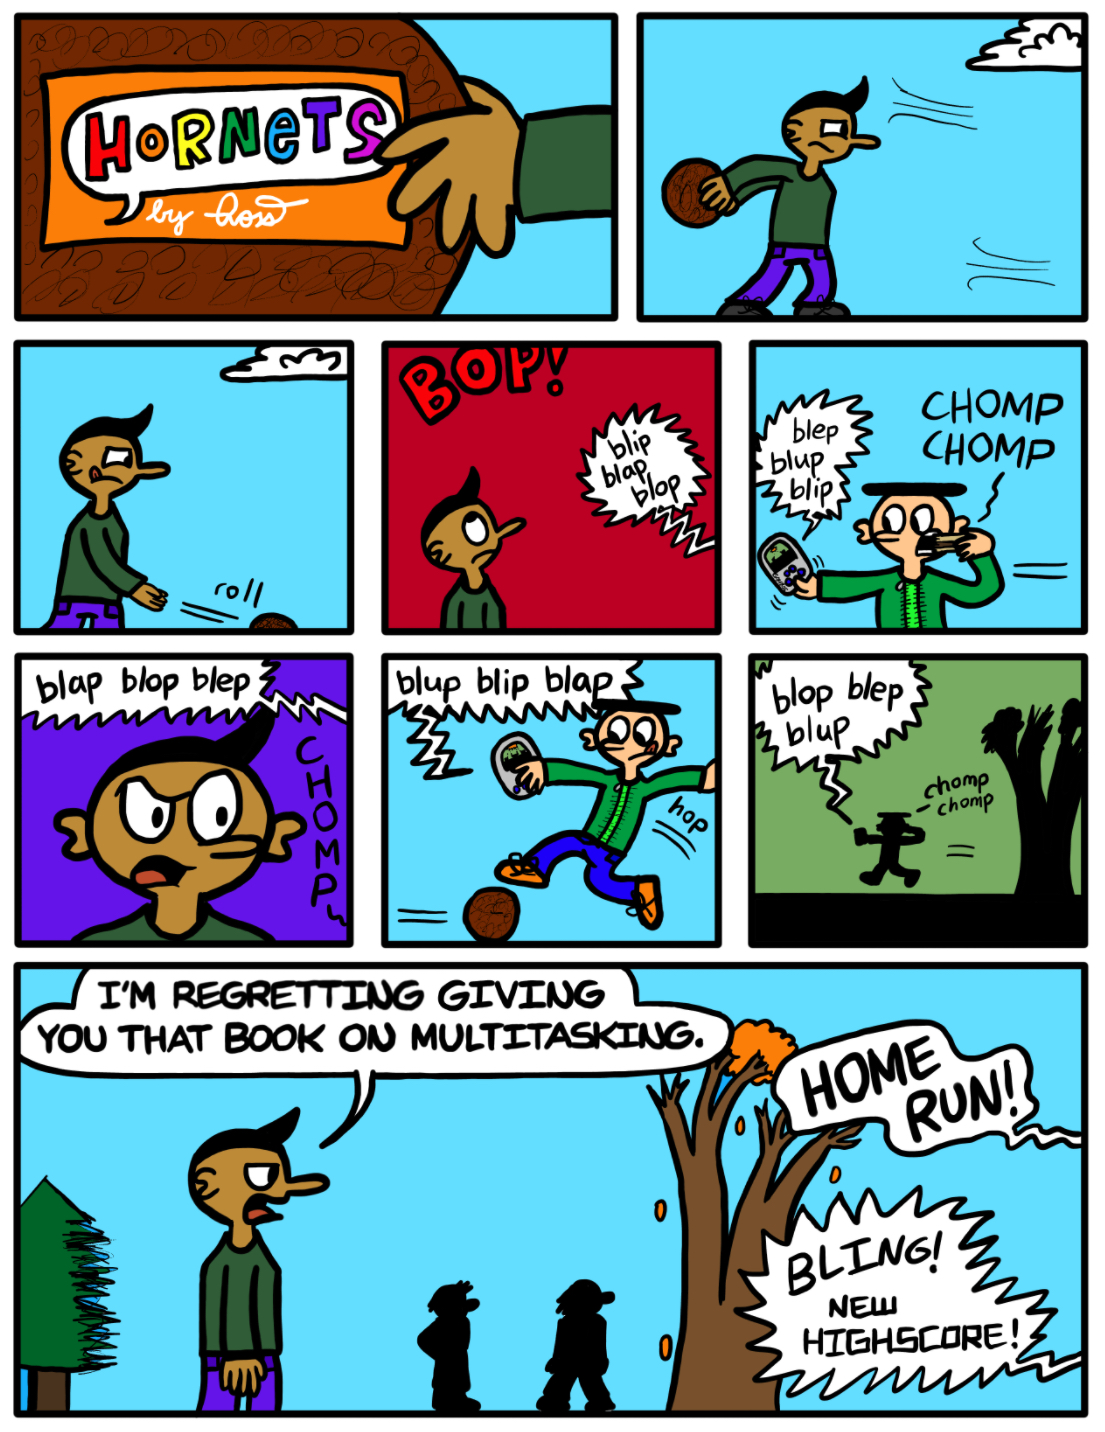 HORNETS
by Ross
roll
BOP!
blip
blap
blop
blep
blup
blip
CHOMP
CHOMP
blap blop blep
CHOMP
blup blip blap
hop
blop blep
blup
chomp
chomp
I'M REGRETTING GIVING
YOU THAT BOOK ON MULTITASKING.
HOME
RUN!
BLING!
NEW
HIGHSCORE!